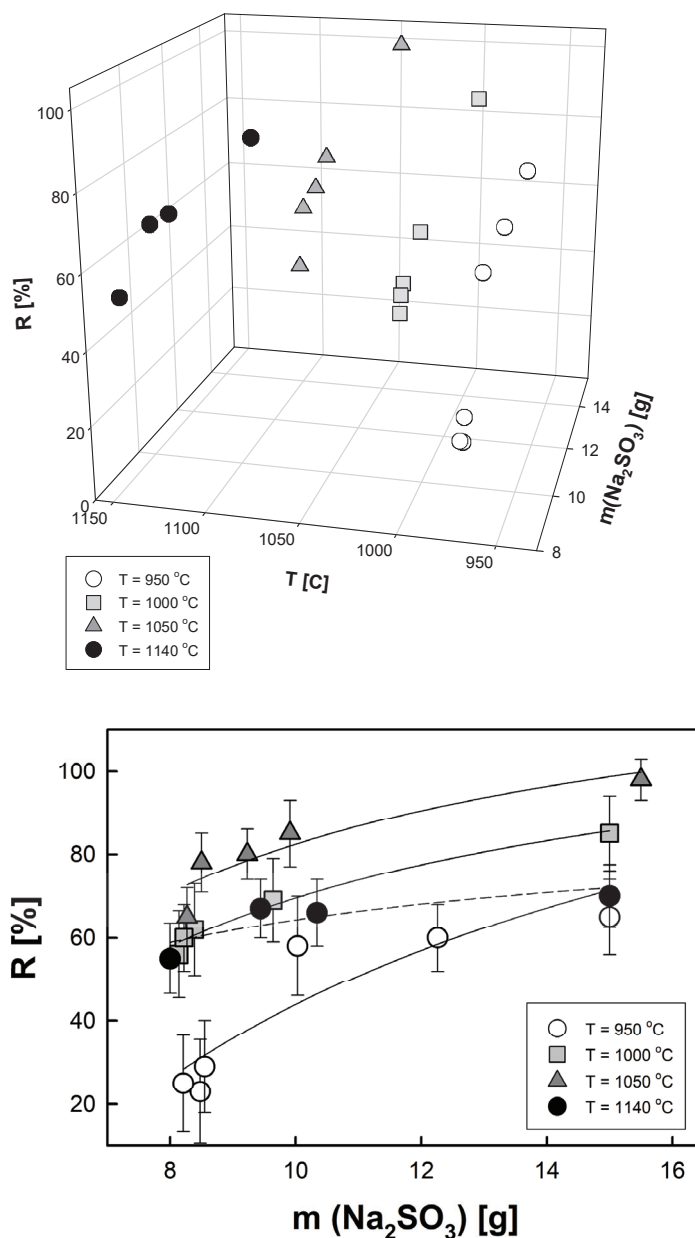 100
80
60
40
20
0
R [%]
1150
1100
1050
1000
950
T [C]
14
12
10
8
m(Na₂SO₃) [g]
T = 950 °C
T = 1000 °C
T = 1050 °C
T = 1140 °C
100
80
60
40
20
R [%]
8 10 12 14 16
m (Na₂SO₃) [g]
T = 950 °C
T = 1000 °C
T = 1050 °C
T = 1140 °C